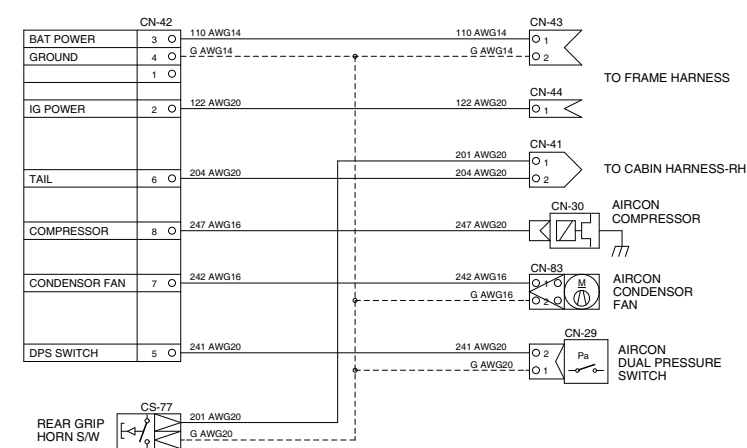 CN-42
CN-43
BAT POWER 3 110 AWG14 110 AWG14 1
GROUND 4 G AWG14 G AWG14 2
1
TO FRAME HARNESS
CN-44
IG POWER 2 122 AWG20 122 AWG20 1
CN-41
201 AWG20 1
TO CABIN HARNESS-RH
TAIL 6 204 AWG20 204 AWG20 2
CN-30
AIRCON
COMPRESSOR
COMPRESSOR 8 247 AWG16 247 AWG20
CN-83
CONDENSOR FAN 7 242 AWG16 242 AWG16 1 M
G AWG16 2
AIRCON
CONDENSOR
FAN
CN-29
DPS SWITCH 5 241 AWG20 241 AWG20 2 Pa
G AWG20 1
AIRCON
DUAL PRESSURE
SWITCH
CS-77
REAR GRIP
HORN S/W
201 AWG20
G AWG20